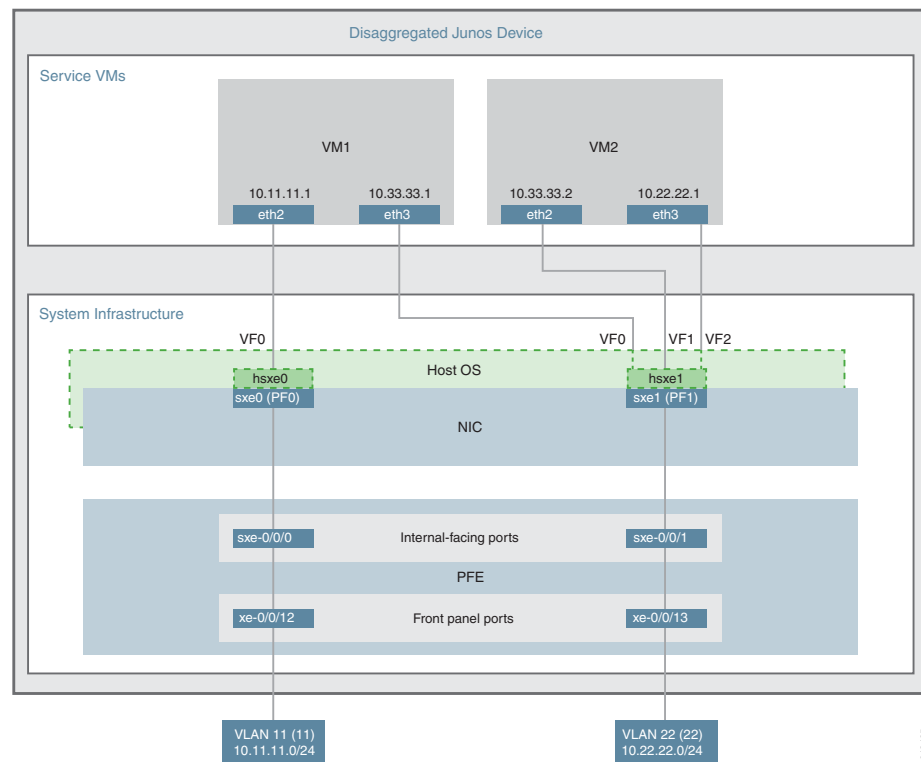 Disaggregated Junos Device
Service VMs
VM1
VM2
10.11.11.1
10.33.33.1
10.33.33.2
10.22.22.1
eth2
eth3
eth2
eth3
System Infrastructure
VF0
VF0
VF1
VF2
Host OS
hsxe0
hsxe1
sxe0 (PF0)
sxe1 (PF1)
NIC
sxe-0/0/0
Internal-facing ports
sxe-0/0/1
PFE
xe-0/0/12
Front panel ports
xe-0/0/13
VLAN 11 (11)
10.11.11.0/24
VLAN 22 (22)
10.22.22.0/24